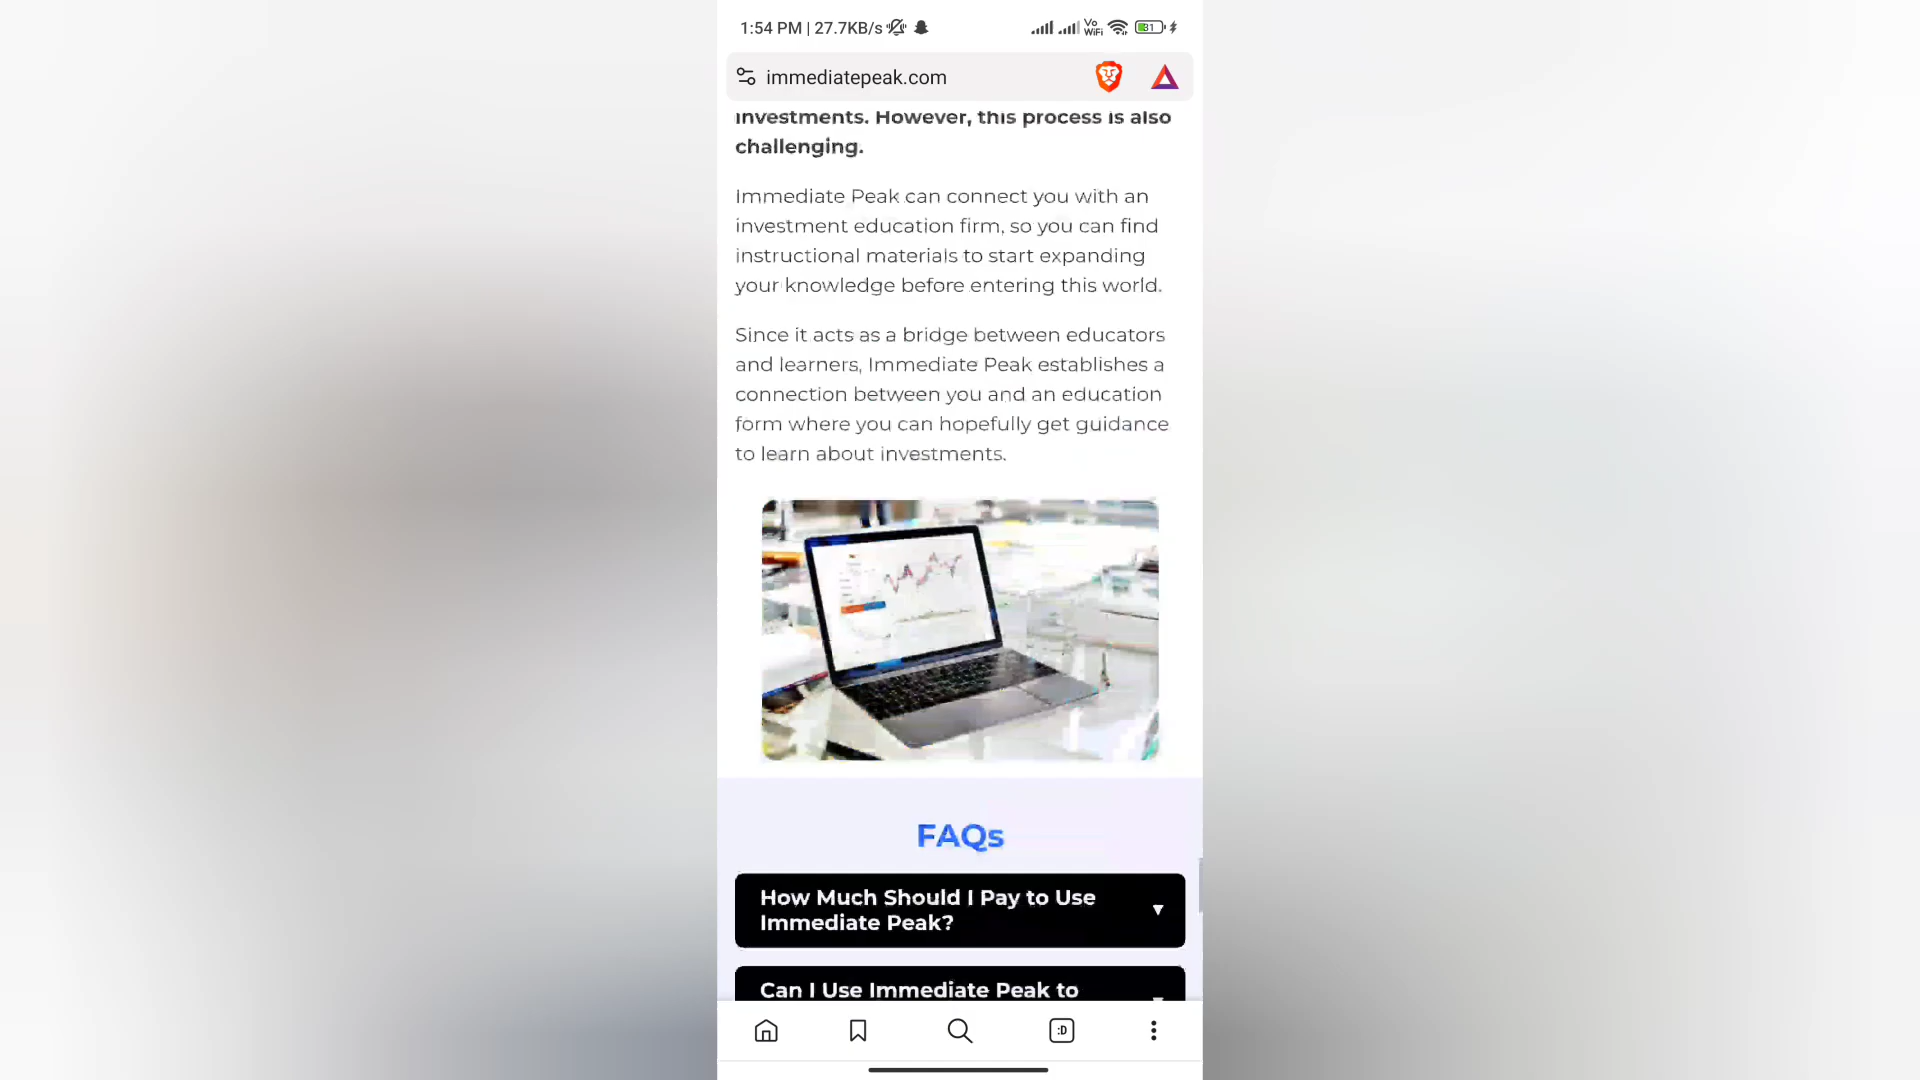 1:54 PM | 27.7KB/s
Vo
WiFi
31
immediatepeak.com
investments. However, this process is also
challenging.
Immediate Peak can connect you with an
investment education firm, so you can find
instructional materials to start expanding
your knowledge before entering this world.
Since it acts as a bridge between educators
and learners, Immediate Peak establishes a
connection between you and an education
form where you can hopefully get guidance
to learn about investments.
FAQs
How Much Should I Pay to Use
Immediate Peak?
Can I Use Immediate Peak to
:D